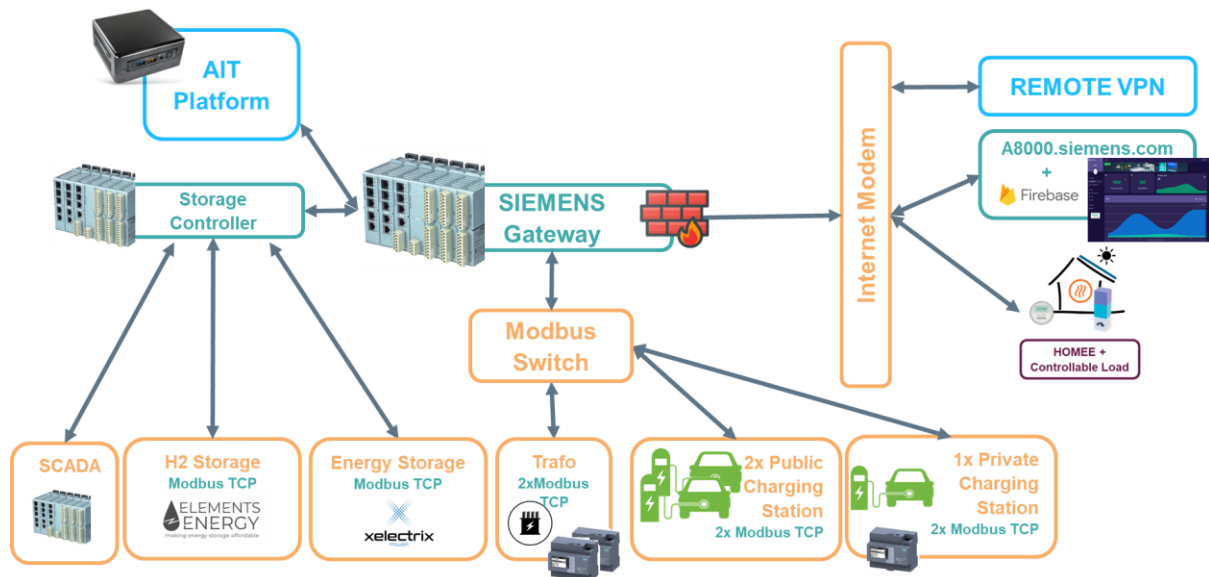 AIT
Platform
REMOTE VPN
A8000.siemens.com
+
Firebase
Storage
Controller
SIEMENS
Gateway
Internet Modem
Modbus
Switch
HOMEE +
Controllable Load
SCADA
H2 Storage
Modbus TCP
ELEMENTS
ENERGY
making energy storage affordable
Energy Storage
Modbus TCP
xelectrix
POWER
Trafo
2xModbus
TCP
2x Public
Charging
Station
2x Modbus TCP
1x Private
Charging
Station
2x Modbus TCP